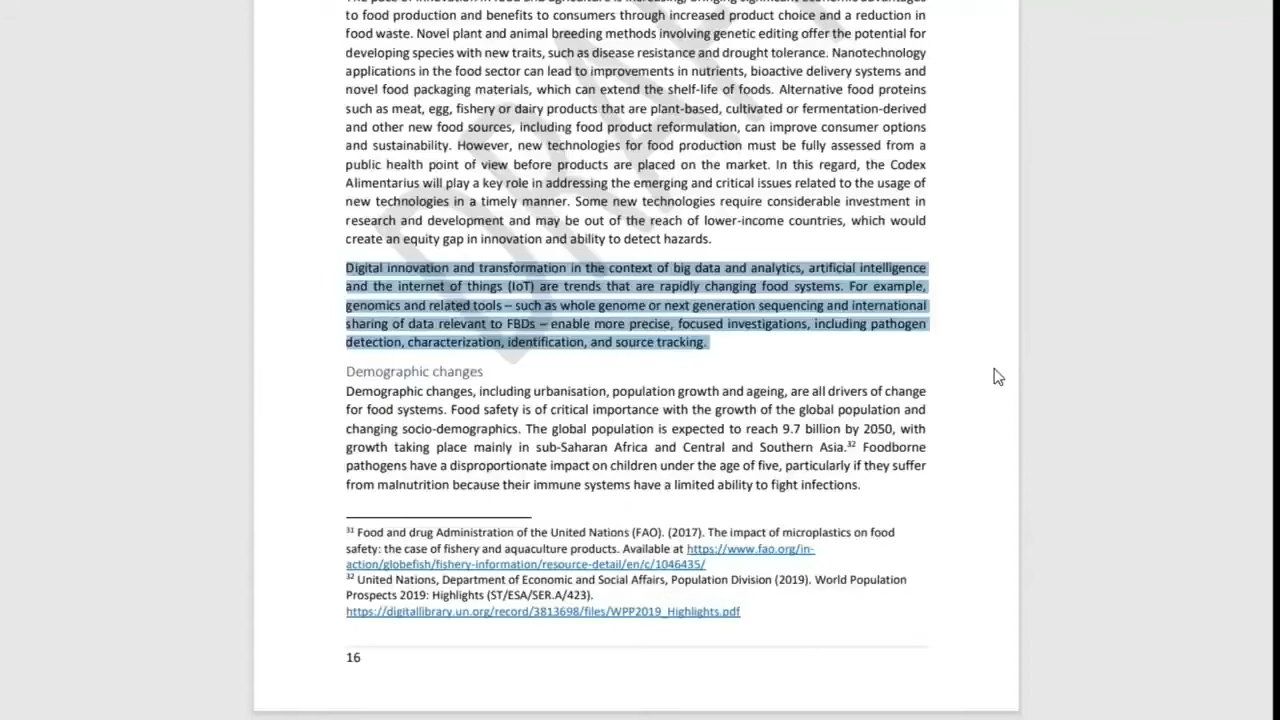 to food production and benefits to consumers through increased product choice and a reduction in
food waste. Novel plant and animal breeding methods involving genetic editing offer the potential for
developing species with new traits, such as disease resistance and drought tolerance. Nanotechnology
applications in the food sector can lead to improvements in nutrients, bioactive delivery systems and
novel food packaging materials, which can extend the shelf-life of foods. Alternative food proteins
such as meat, egg, fishery or dairy products that are plant-based, cultivated or fermentation-derived
and other new food sources, including food product reformulation, can improve consumer options
and sustainability. However, new technologies for food production must be fully assessed from a
public health point of view before products are placed on the market. In this regard, the Codex
Alimentarius will play a key role in addressing the emerging and critical issues related to the usage of
new technologies in a timely manner. Some new technologies require considerable investment in
research and development and may be out of the reach of lower-income countries, which would
create an equity gap in innovation and ability to detect hazards.
Digital innovation and transformation in the context of big data and analytics, artificial intelligence
and the internet of things (IoT) are trends that are rapidly changing food systems. For example,
genomics and related tools – such as whole genome or next generation sequencing and international
sharing of data relevant to FBDs – enable more precise, focused investigations, including pathogen
detection, characterization, identification, and source tracking.
Demographic changes
Demographic changes, including urbanisation, population growth and ageing, are all drivers of change
for food systems. Food safety is of critical importance with the growth of the global population and
changing socio-demographics. The global population is expected to reach 9.7 billion by 2050, with
growth taking place mainly in sub-Saharan Africa and Central and Southern Asia.³² Foodborne
pathogens have a disproportionate impact on children under the age of five, particularly if they suffer
from malnutrition because their immune systems have a limited ability to fight infections.
³¹ Food and drug Administration of the United Nations (FAO). (2017). The impact of microplastics on food
safety: the case of fishery and aquaculture products. Available at https://www.fao.org/in-
action/globefish/fishery-information/resource-detail/en/c/1046435/
³² United Nations, Department of Economic and Social Affairs, Population Division (2019). World Population
Prospects 2019: Highlights (ST/ESA/SER.A/423).
https://digitallibrary.un.org/record/3813698/files/WPP2019_Highlights.pdf
16